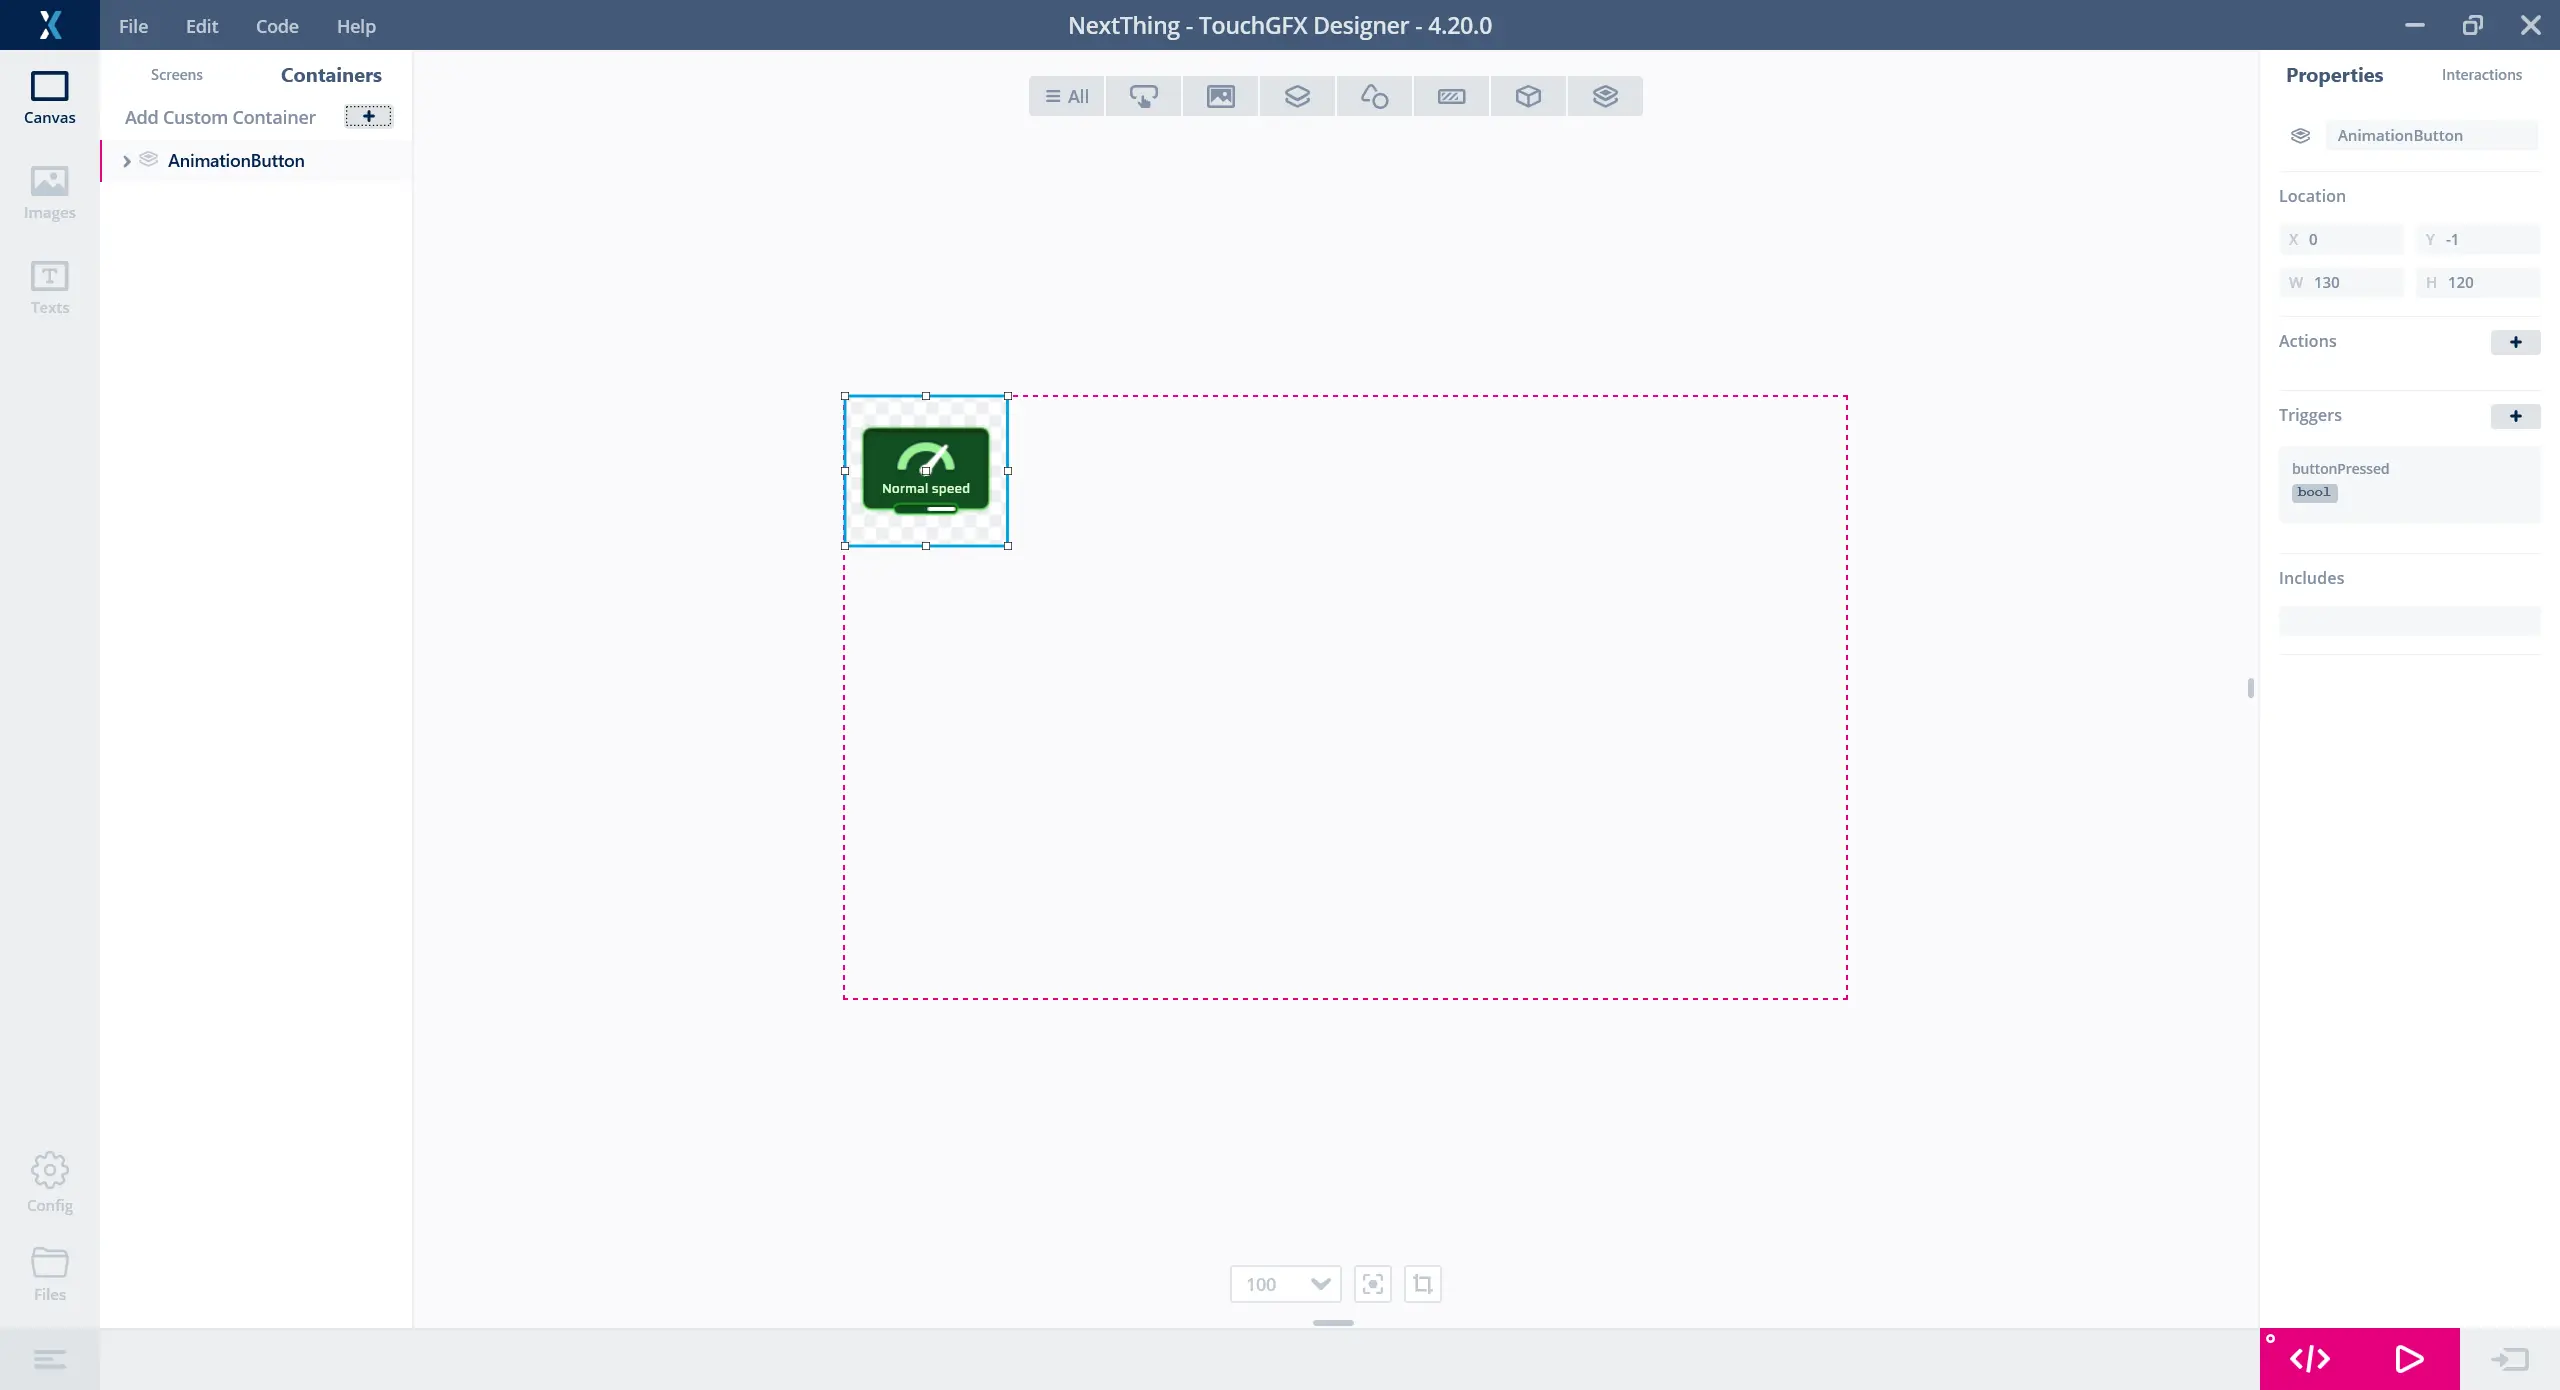 File Edit Code Help NextThing - TouchGFX Designer - 4.20.0
Canvas
Images
Texts
Config
Files
Screens Containers
Add Custom Container +
AnimationButton
All
Normal speed
100
Properties Interactions
AnimationButton
Location
X 0 Y -1
W 130 H 120
Actions +
Triggers +
buttonPressed
bool
Includes